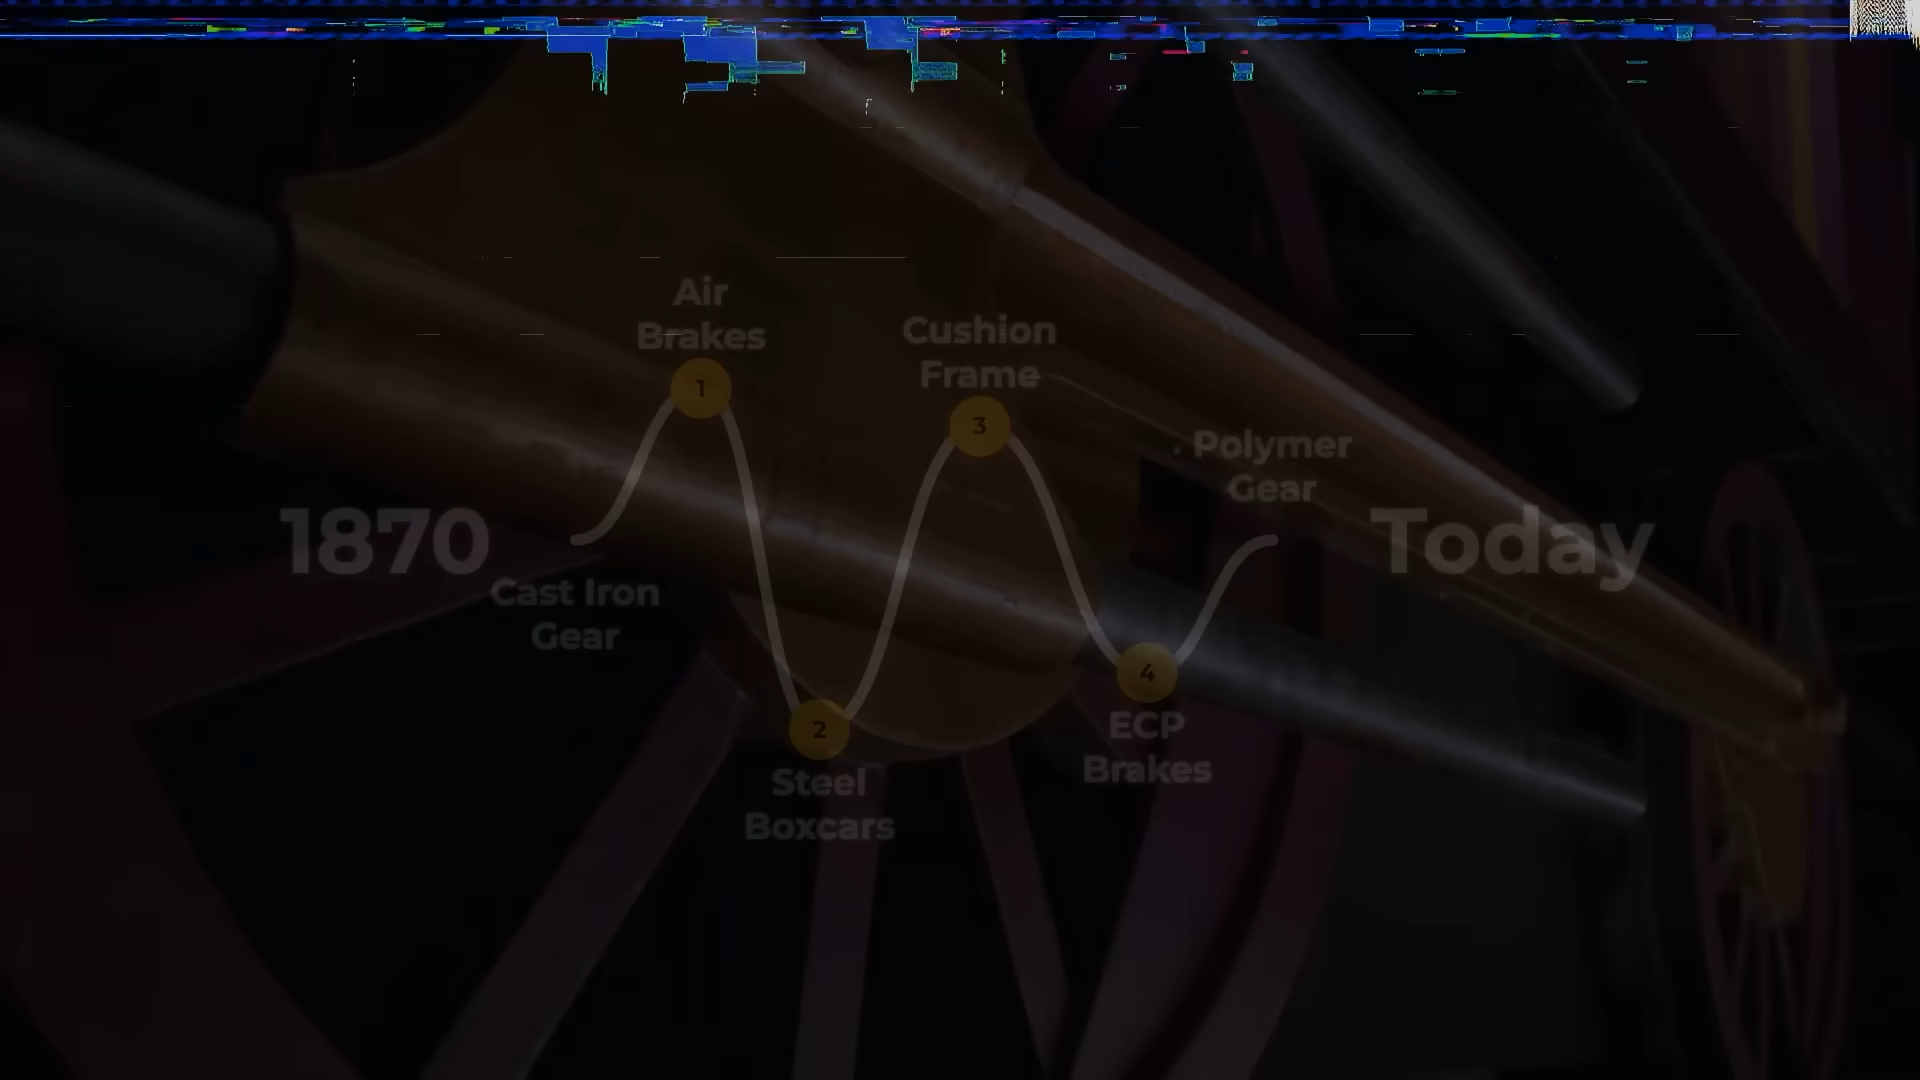 Air
Brakes
1
Cushion
Frame
3
Polymer
Gear
1870
Today
Cast Iron
Gear
4
2
ECP
Brakes
Steel
Boxcars